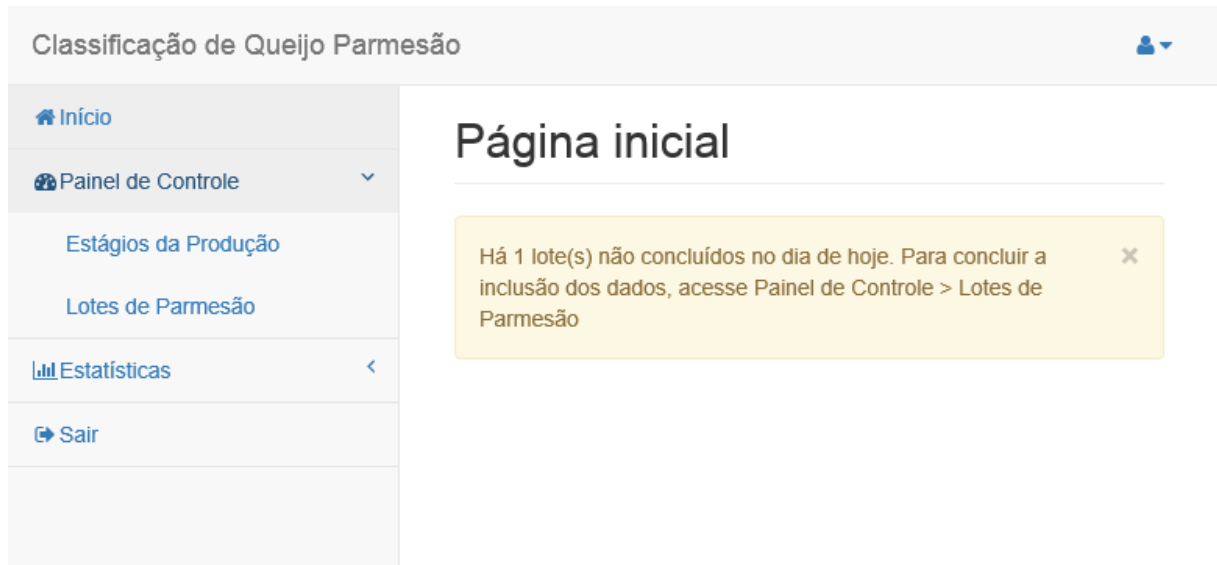 Classificação de Queijo Parmesão
Início
Painel de Controle
Estágios da Produção
Lotes de Parmesão
Estatísticas
Sair
Página inicial
Há 1 lote(s) não concluídos no dia de hoje. Para concluir a
inclusão dos dados, acesse Painel de Controle > Lotes de
Parmesão